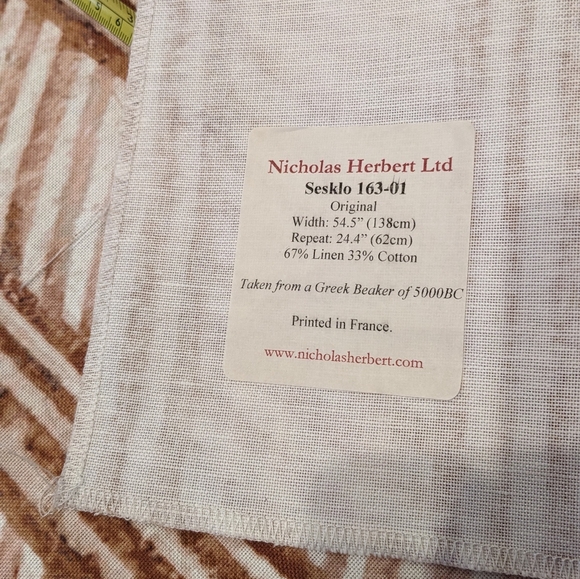 Nicholas Herbert Ltd
Sesklo 163-01
Original
Width: 54.5" (138cm)
Repeat: 24.4" (62cm)
67% Linen 33% Cotton
Taken from a Greek Beaker of 5000BC
Printed in France.
www.nicholasherbert.com